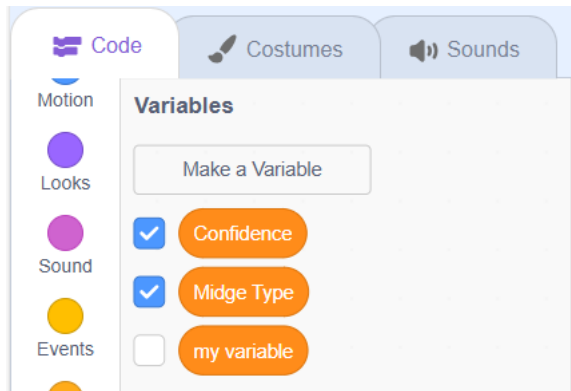 Code
Costumes
Sounds
Motion
Variables
Make a Variable
Looks
Confidence
Sound
Midge Type
Events
my variable